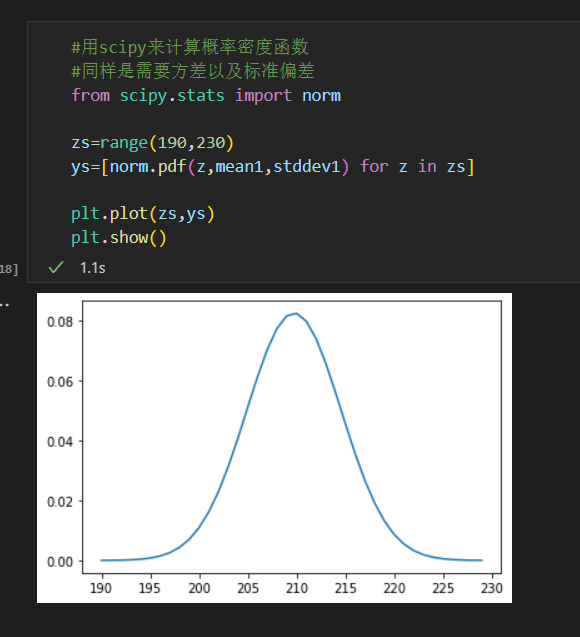 #用scipy来计算概率密度函数
#同样是需要方差以及标准偏差
from scipy.stats import norm
zs=range(190,230)
ys=[norm.pdf(z,mean1,stddev1) for z in zs]
plt.plot(zs,ys)
plt.show()
18]
1.1s
0.08
0.06
0.04
0.02
0.00
190 195 200 205 210 215 220 225 230